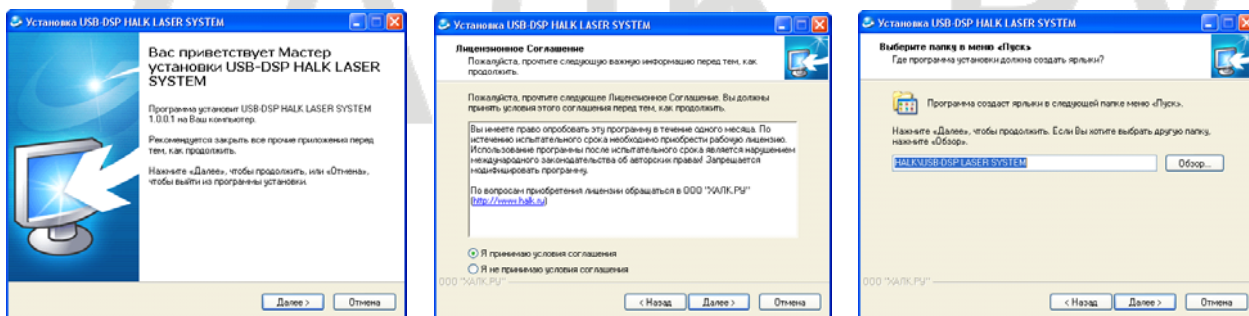 Установка USB-DSP HALK LASER SYSTEM
Вас приветствует Мастер
установки USB-DSP HALK LASER
SYSTEM
Программа установит USB-DSP HALK LASER SYSTEM
1.0.0.1 на Ваш компьютер.
Рекомендуется закрыть все прочие приложения перед
тем, как продолжить.
Нажмите «Далее», чтобы продолжить, или «Отмена»,
чтобы выйти из программы установки.
Далее >
Отмена
Установка USB-DSP HALK LASER SYSTEM
Лицензионное Соглашение
Пожалуйста, прочтите следующую важную информацию перед тем, как
продолжить.
Пожалуйста, прочтите следующее Лицензионное Соглашение. Вы должны
принять условия этого соглашения перед тем, как продолжить.
Вы имеете право опробовать эту программу в течение одного месяца. По
истечению испытательного срока необходимо приобрести рабочую лицензию.
Использование программы после испытательного срока является нарушением
международного законодательства об авторских правах! Запрещается
модифицировать программу.
По вопросам приобретения лицензии обращаться в ООО "ХАЛК.РУ"
(http://www.halk.ru)
Я принимаю условия соглашения
Я не принимаю условия соглашения
ООО "ХАЛК.РУ"
< Назад
Далее >
Отмена
Установка USB-DSP HALK LASER SYSTEM
Выберите папку в меню «Пуск»
Где программа установки должна создать ярлыки?
Программа создаст ярлыки в следующей папке меню «Пуск».
Нажмите «Далее», чтобы продолжить. Если Вы хотите выбрать другую папку,
нажмите «Обзор».
HALK\USB-DSP LASER SYSTEM
Обзор...
ООО "ХАЛК.РУ"
< Назад
Далее >
Отмена